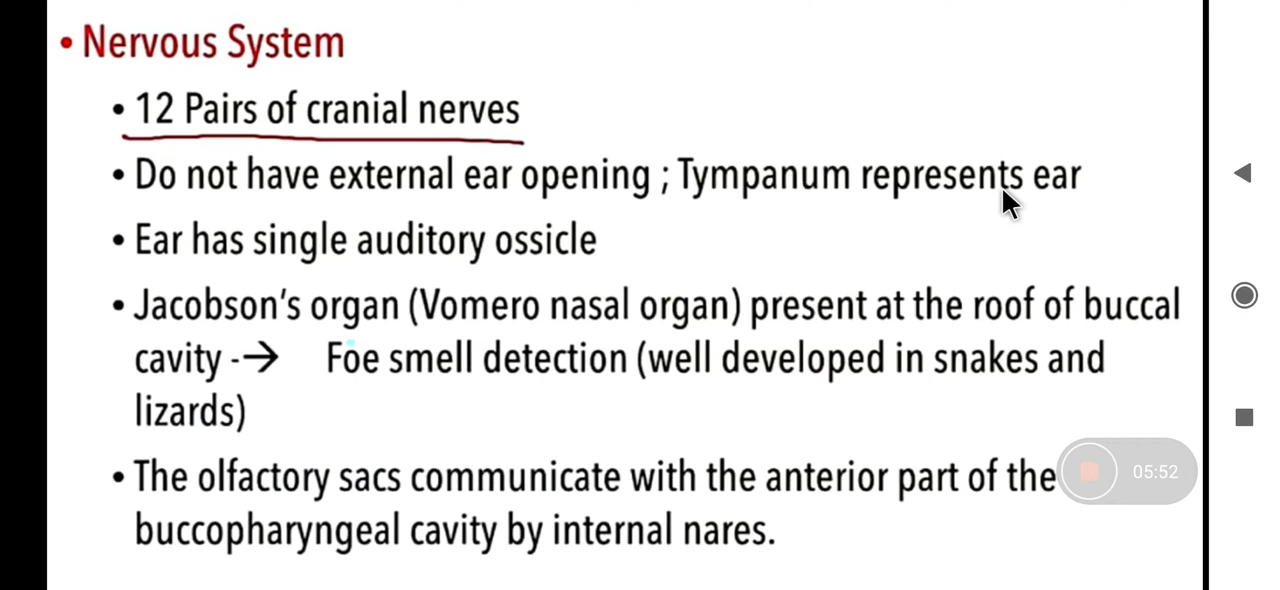 • Nervous System
• 12 Pairs of cranial nerves
• Do not have external ear opening ; Tympanum represents ear
• Ear has single auditory ossicle
• Jacobson's organ (Vomero nasal organ) present at the roof of buccal
cavity -→ Foe smell detection (well developed in snakes and
lizards)
• The olfactory sacs communicate with the anterior part of the
buccopharyngeal cavity by internal nares.
05:52